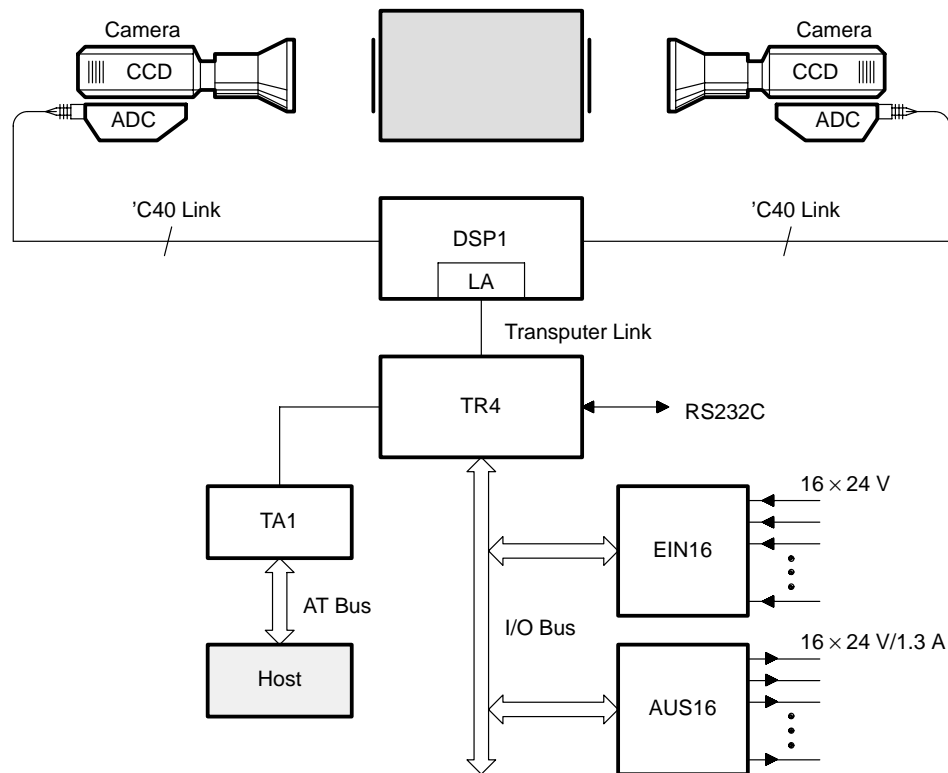 Camera
Camera
CCD
CCD
ADC
ADC
’C40 Link
’C40 Link
DSP1
LA
Transputer Link
TR4
RS232C
16 × 24 V
TA1
EIN16
AT Bus
I/O Bus
16 × 24 V/1.3 A
Host
AUS16